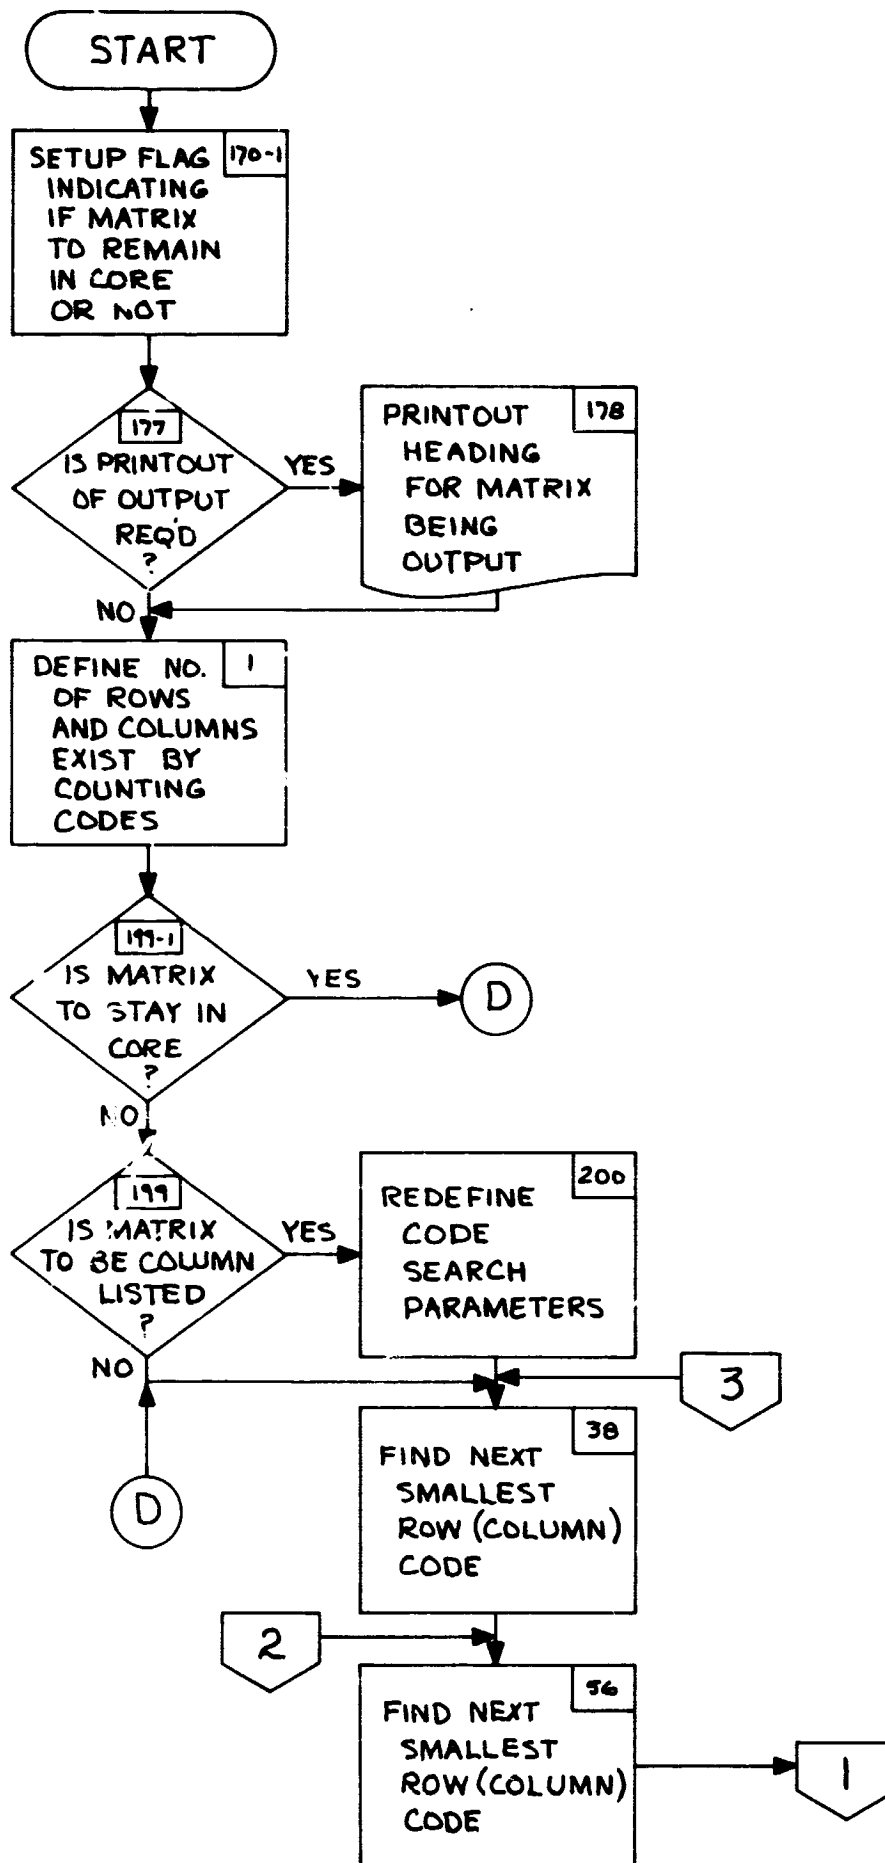 START
170-1
SETUP FLAG
INDICATING
IF MATRIX
TO REMAIN
IN CORE
OR NOT
177
IS PRINTOUT
OF OUTPUT
REQ'D
?
YES
NO
178
PRINTOUT
HEADING
FOR MATRIX
BEING
OUTPUT
1
DEFINE NO.
OF ROWS
AND COLUMNS
EXIST BY
COUNTING
CODES
199-1
IS MATRIX
TO STAY IN
CORE
?
YES
D
NO
199
IS MATRIX
TO BE COLUMN
LISTED
?
YES
NO
200
REDEFINE
CODE
SEARCH
PARAMETERS
3
D
38
FIND NEXT
SMALLEST
ROW (COLUMN)
CODE
2
56
FIND NEXT
SMALLEST
ROW (COLUMN)
CODE
1